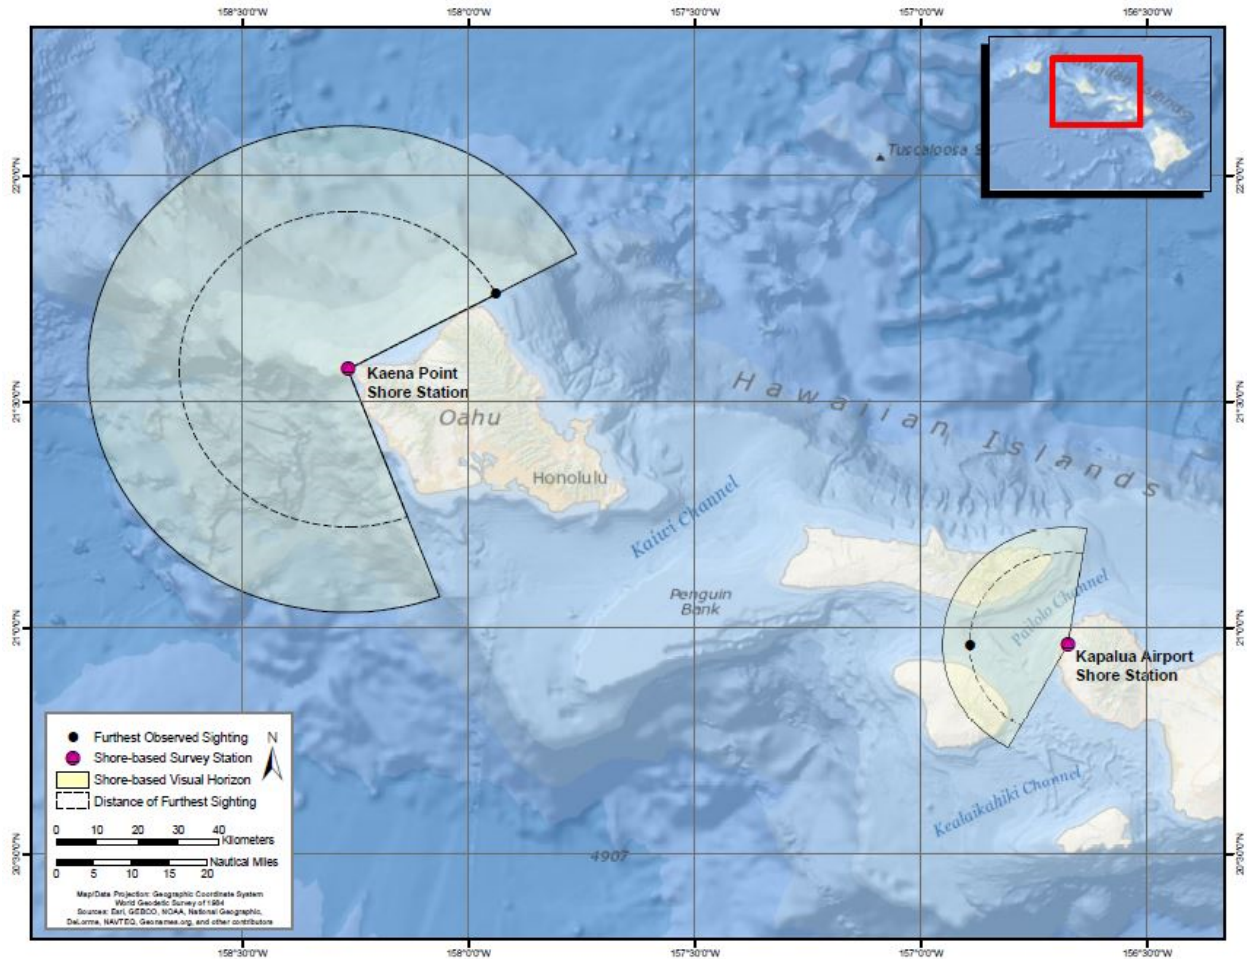 158°30'0"W 158°0'0"W 157°30'0"W 157°0'0"W 156°30'0"W
Hawaiian Islands
Tuscaloosa S
22°0'0"N 22°0'0"N
Kaena Point
Shore Station
21°30'0"N 21°30'0"N
Oahu
Hawaiian Islands
Honolulu
Kaiwi Channel
Penguin
Bank
Pailolo Channel
21°0'0"N 21°0'0"N
Kapalua Airport
Shore Station
Kealaikahiki Channel
4907
20°30'0"N 20°30'0"N
Furthest Observed Sighting N
Shore-based Survey Station
Shore-based Visual Horizon
Distance of Furthest Sighting
0 10 20 30 40
Kilometers
Nautical Miles
0 5 10 15 20
Map/Data Projection: Geographic Coordinate System
World Geodetic Survey of 1984
Sources: Esri, GEBCO, NOAA, National Geographic,
DeLorme, NAVTEQ, Geonames.org, and other contributors
158°30'0"W 158°0'0"W 157°30'0"W 157°0'0"W 156°30'0"W